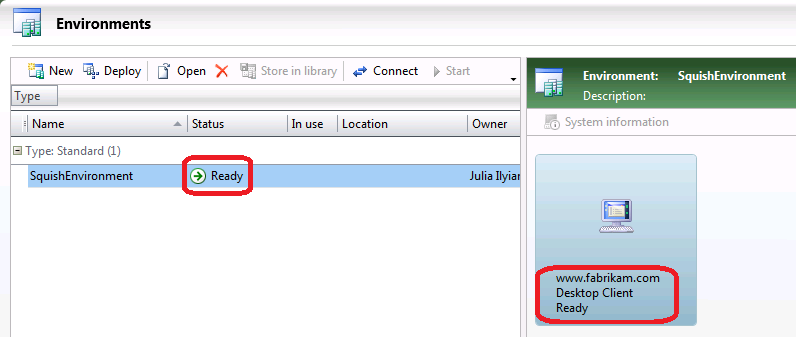 Environments
New Deploy Open Store in library Connect Start
Type
Name Status In use Location Owner
Type: Standard (1)
SquishEnvironment Ready Julia Ilyian
Environment: SquishEnvironment
Description:
System information
www.fabrikam.com
Desktop Client
Ready